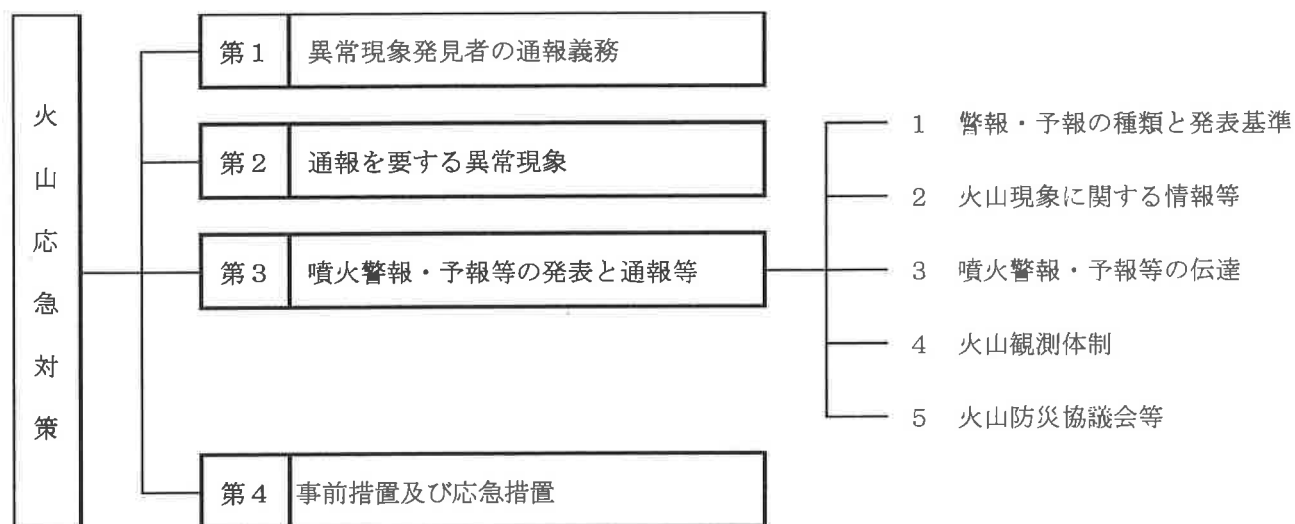 火山応急対策
第1 異常現象発見者の通報義務
第2 通報を要する異常現象
第3 噴火警報・予報等の発表と通報等
1 警報・予報の種類と発表基準
2 火山現象に関する情報等
3 噴火警報・予報等の伝達
4 火山観測体制
5 火山防災協議会等
第4 事前措置及び応急措置